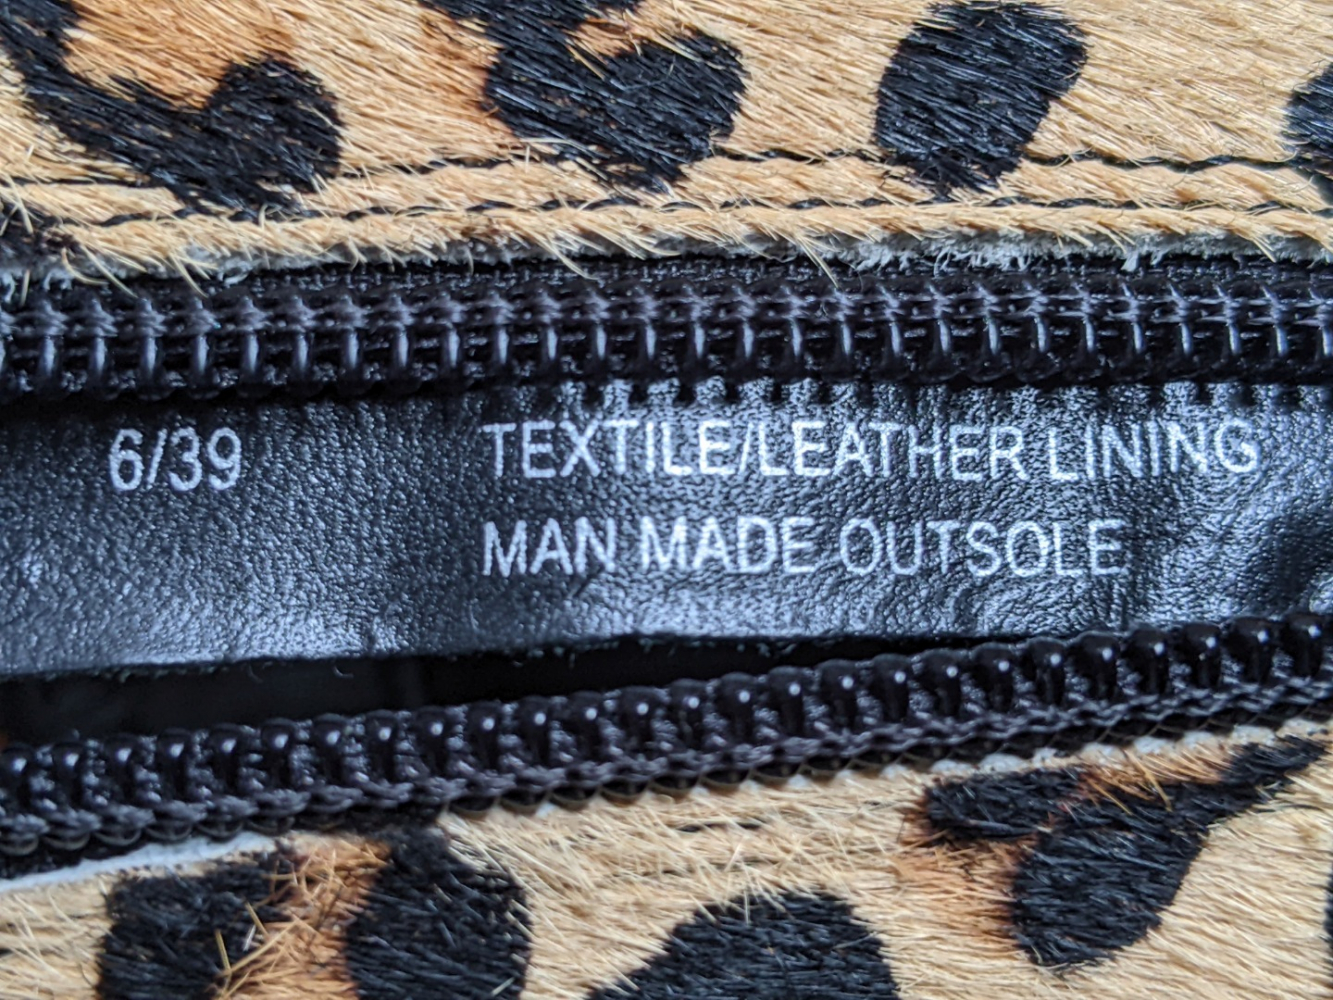 6/39
TEXTILE/LEATHER LINING
MAN MADE OUTSOLE